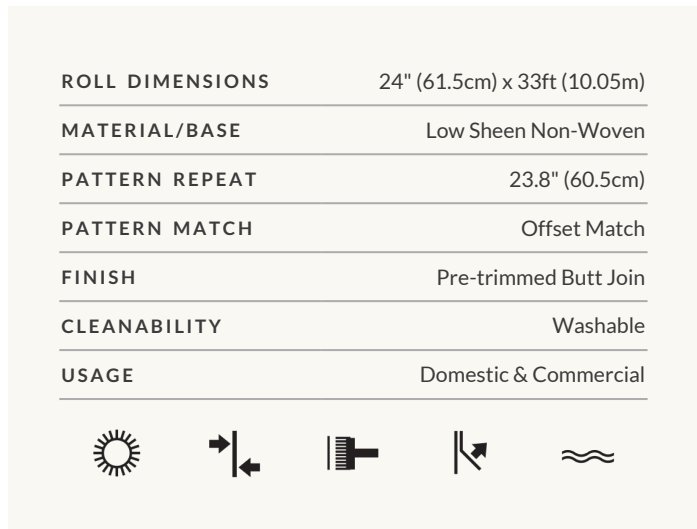 ROLL DIMENSIONS 24" (61.5cm) x 33ft (10.05m)
MATERIAL/BASE Low Sheen Non-Woven
PATTERN REPEAT 23.8" (60.5cm)
PATTERN MATCH Offset Match
FINISH Pre-trimmed Butt Join
CLEANABILITY Washable
USAGE Domestic & Commercial